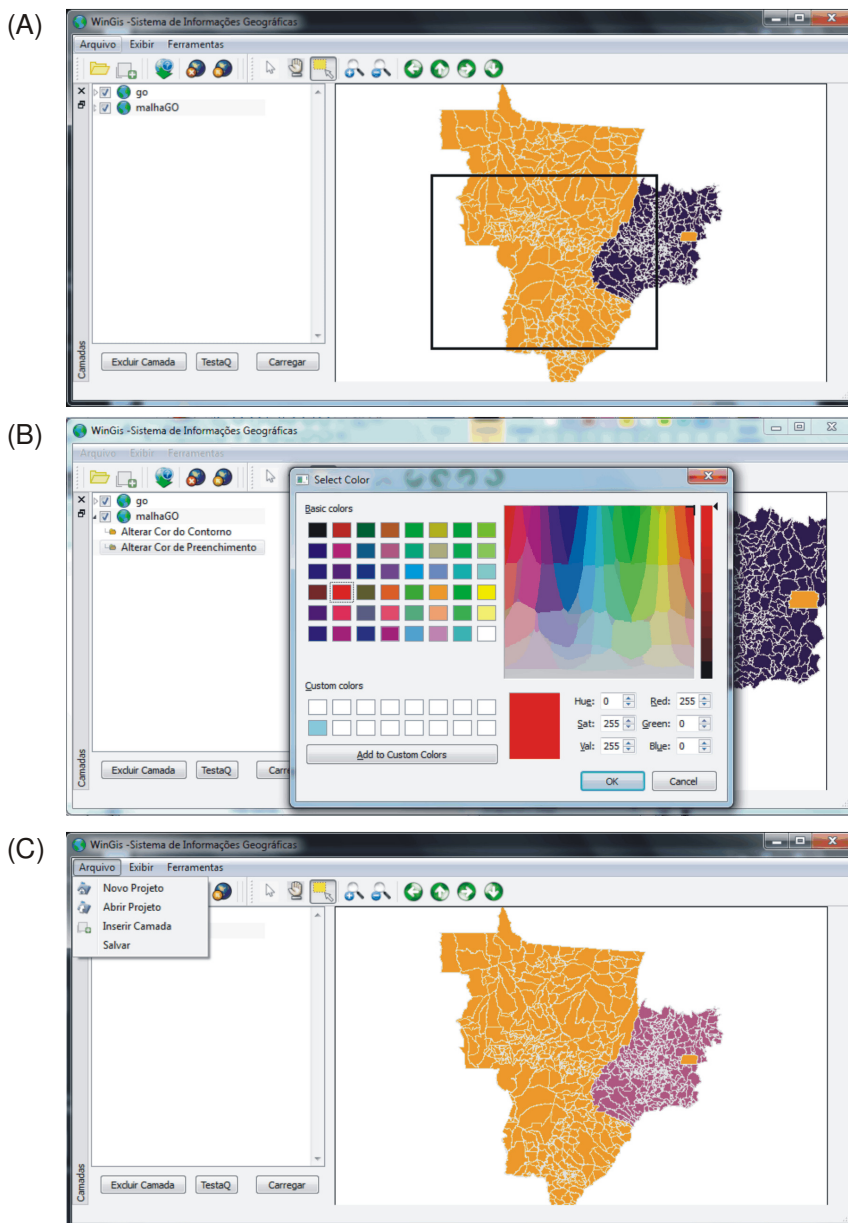 (A)
WinGis -Sistema de Informações Geográficas
Arquivo Exibir Ferramentas
go
malhaGO
Camadas
Excluir Camada TestaQ Carregar
(B)
WinGis -Sistema de Informações Geográficas
Arquivo Exibir Ferramentas
go
malhaGO
Alterar Cor do Contorno
Alterar Cor de Preenchimento
Camadas
Excluir Camada TestaQ
Select Color
Basic colors
Custom colors
Add to Custom Colors
Hue: 0 Red: 255
Sat: 255 Green: 0
Val: 255 Blue: 0
OK Cancel
(C)
WinGis -Sistema de Informações Geográficas
Arquivo Exibir Ferramentas
Novo Projeto
Abrir Projeto
Inserir Camada
Salvar
Camadas
Excluir Camada TestaQ Carregar